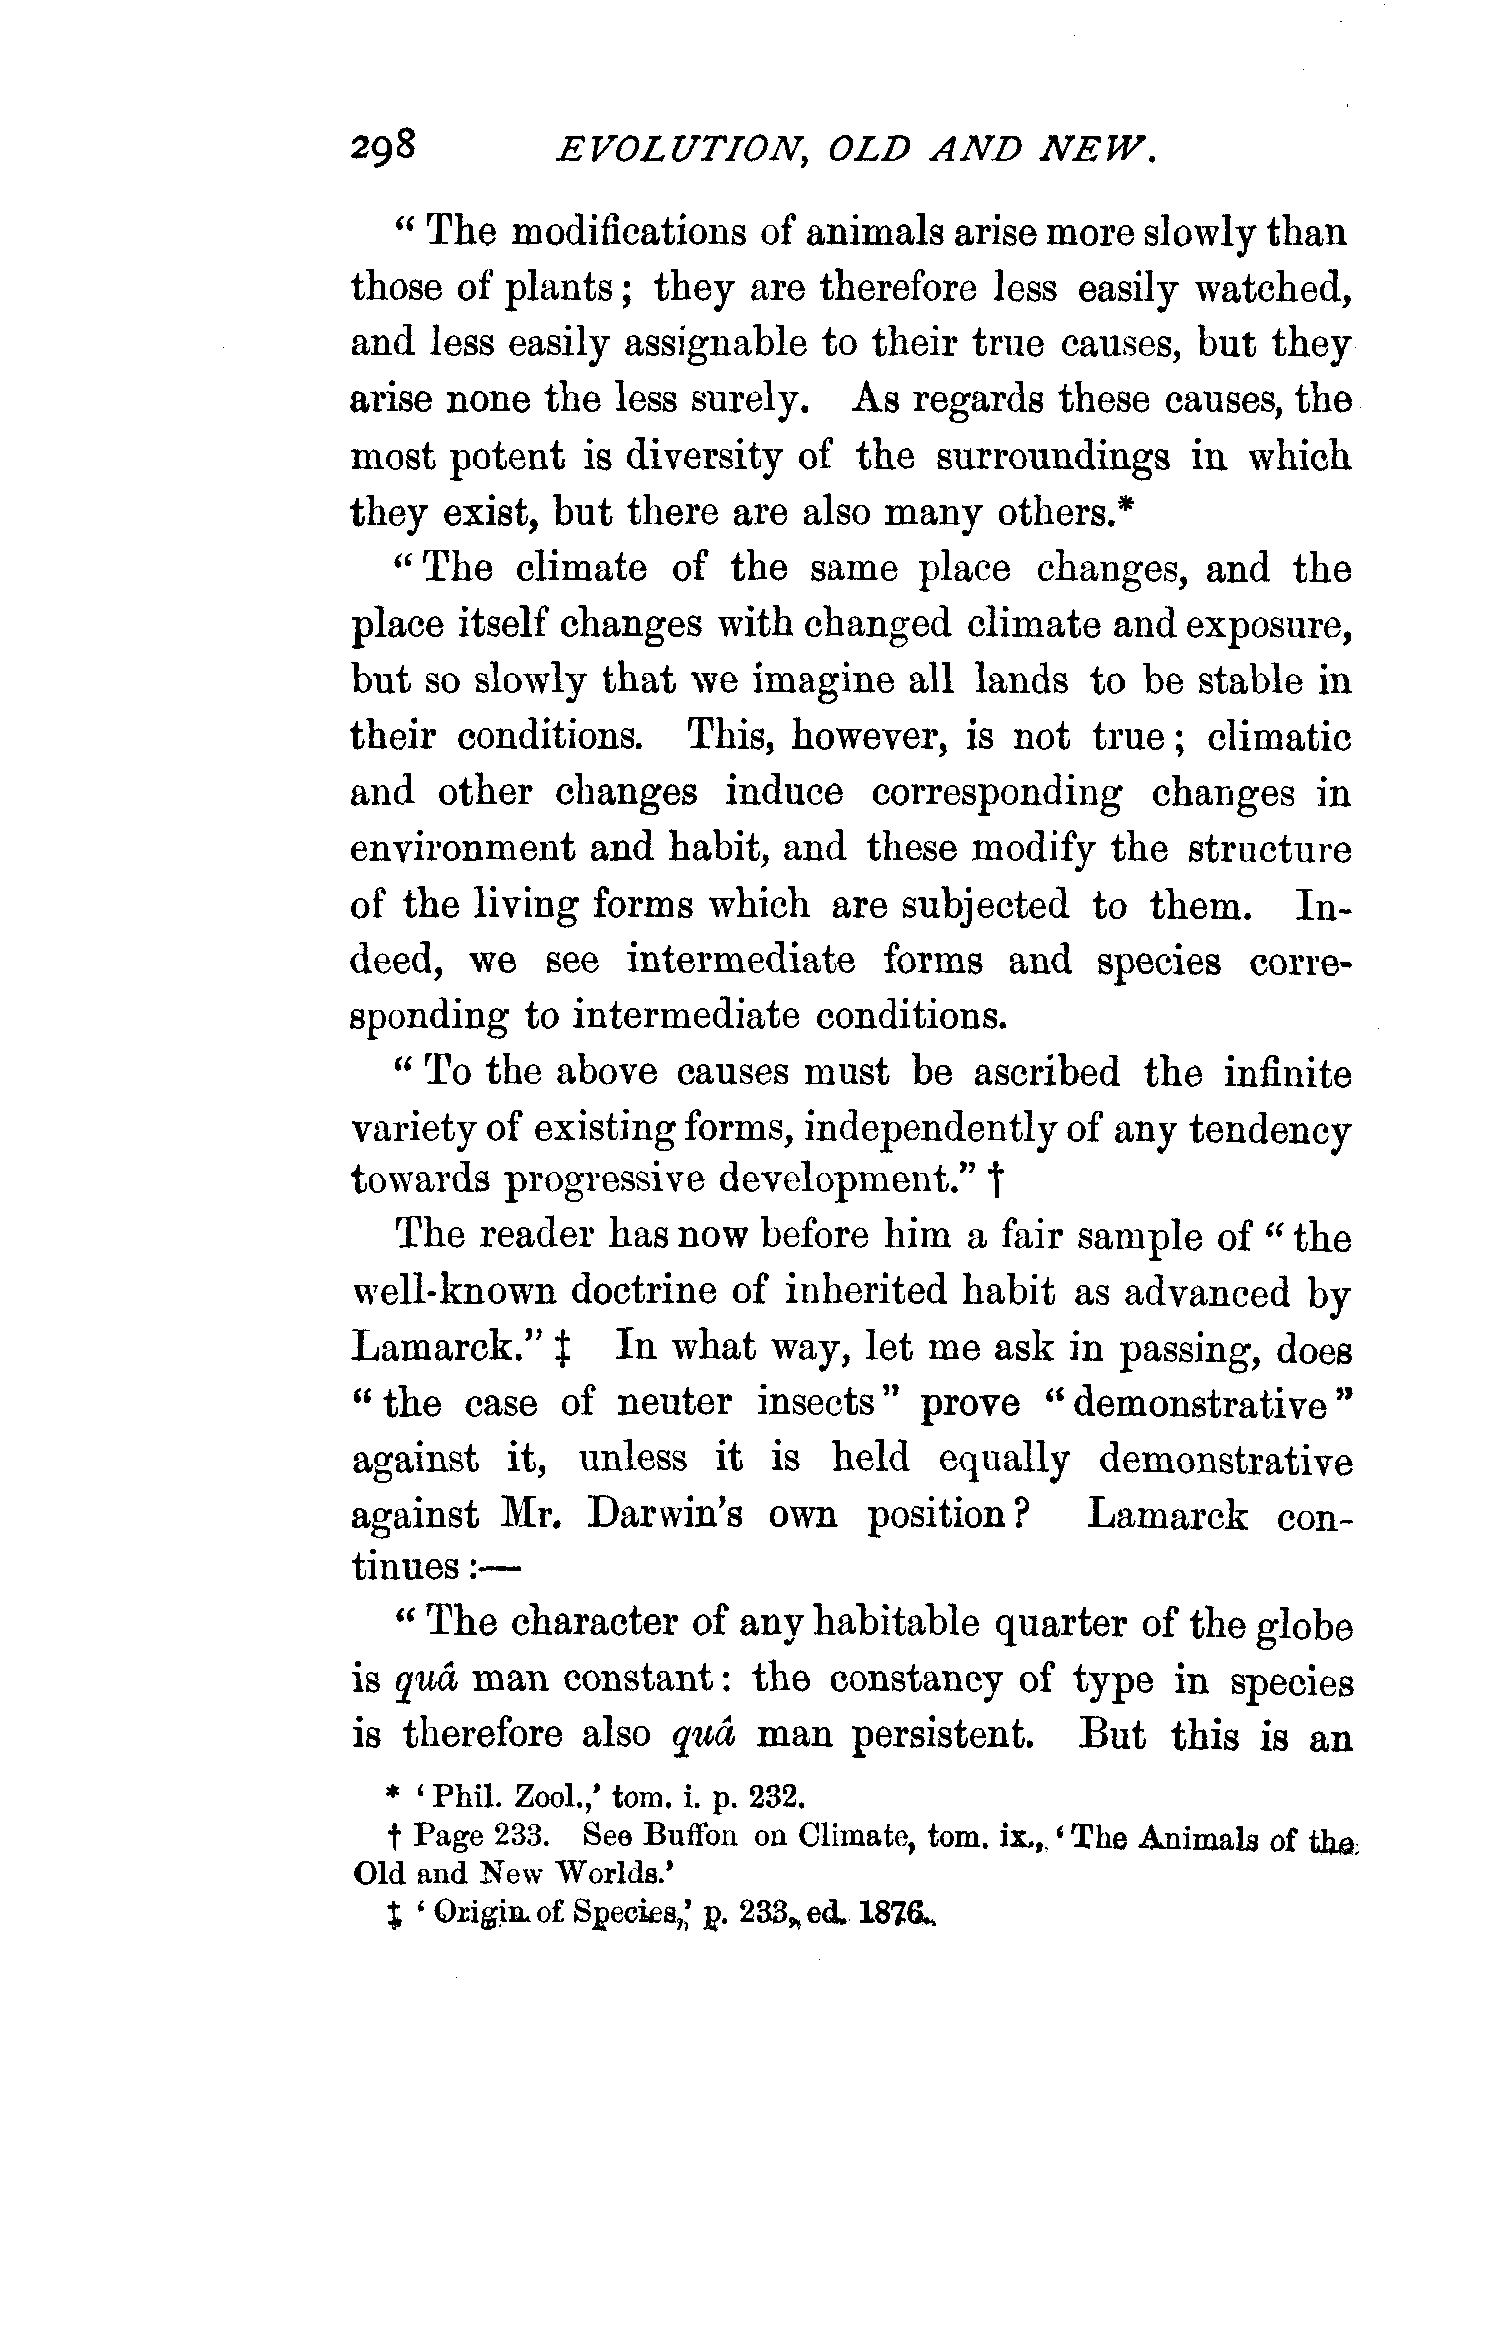 298 EVOLUTION, OLD AND NEW.
“ The modifications of animals arise more slowly than
those of plants ; they are therefore less easily watched,
and less easily assignable to their true causes, but they
arise none the less surely. As regards these causes, the
most potent is diversity of the surroundings in which
they exist, but there are also many others.*
“ The climate of the same place changes, and the
place itself changes with changed climate and exposure,
but so slowly that we imagine all lands to be stable in
their conditions. This, however, is not true ; climatic
and other changes induce corresponding changes in
environment and habit, and these modify the structure
of the living forms which are subjected to them. In-
deed, we see intermediate forms and species corre-
sponding to intermediate conditions.
“ To the above causes must be ascribed the infinite
variety of existing forms, independently of any tendency
towards progressive development.” †
The reader has now before him a fair sample of “ the
well-known doctrine of inherited habit as advanced by
Lamarck.” ‡ In what way, let me ask in passing, does
“ the case of neuter insects ” prove “ demonstrative ”
against it, unless it is held equally demonstrative
against Mr. Darwin’s own position ? Lamarck con-
tinues :—
“ The character of any habitable quarter of the globe
is quâ man constant : the constancy of type in species
is therefore also quâ man persistent. But this is an
* ‘ Phil. Zool.,’ tom. i. p. 232.
† Page 233. See Buffon on Climate, tom. ix., ‘ The Animals of the
Old and New Worlds.’
‡ ‘ Origin of Species,’ p. 233, ed. 1876.